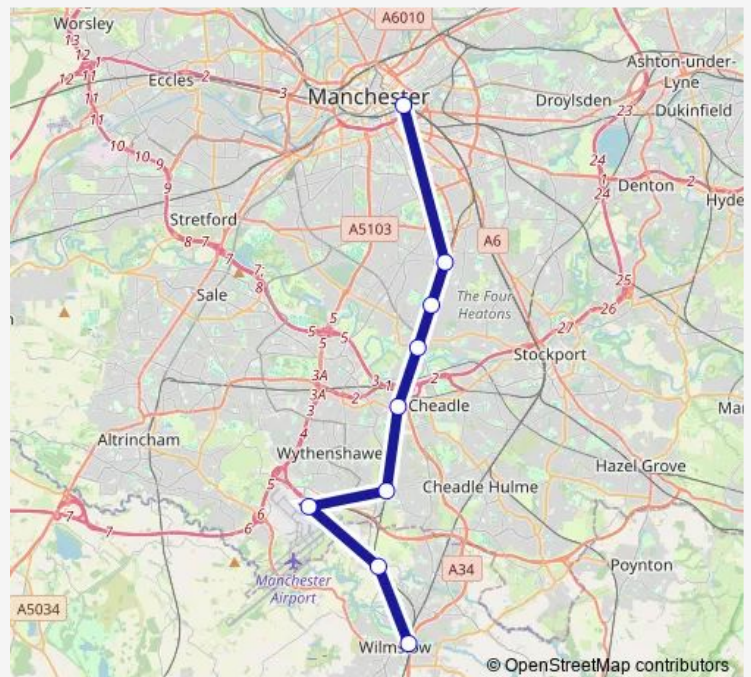 A6010
Worsley
13
12
1
12
11
11
11
10
10
9
9
Eccles
2
3
Manchester
Ashton-under-
Lyne
Droylsden
Dukinfield
23
24
1
24
Denton
2
Hyde
Stretford
A5103
A6
8
7
7
7
8
Sale
The Four
Heatons
25
26
27
5
5
5
5
3A
3A
3
4
2
3
1
2
Stockport
Cheadle
Altrincham
Wythenshawe
Hazel Grove
Cheadle Hulme
5
6
6
7
7
Manchester
Airport
A34
Poynton
A5034
Wilmslow
© OpenStreetMap contributors